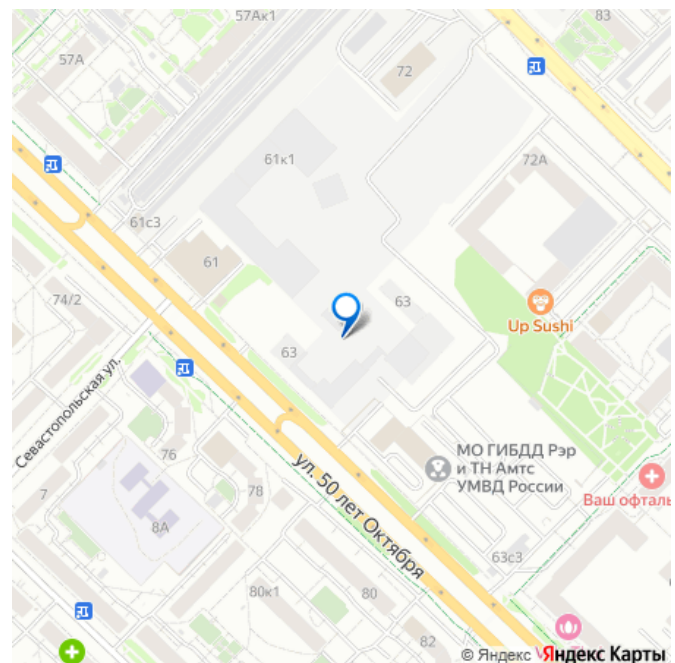 57Ак1
83
57А
72
61к1
72А
61с3
61
63
74/2
Up Sushi
63
Севастопольская ул.
МО ГИБДД Рэр
и ТН Амтс
УМВД России
76
ул. 50 лет Октября
7
78
Ваш офталь
8А
63с3
80к1
80
82
© Яндекс Яндекс Карты